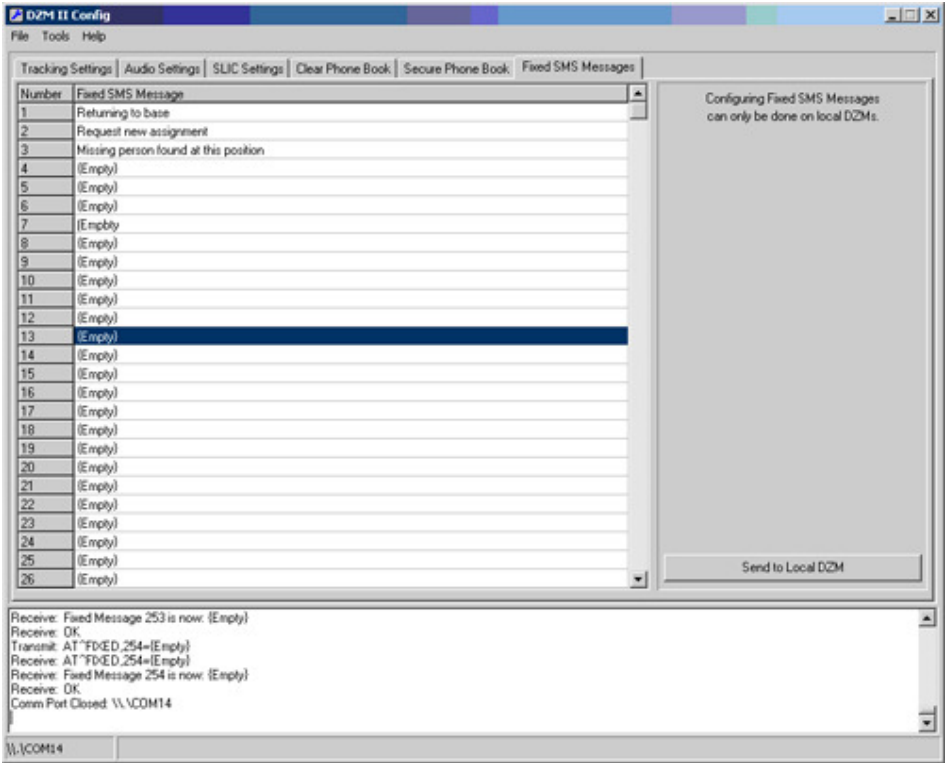 DZM II Config
File Tools Help
Tracking Settings Audio Settings SLIC Settings Clear Phone Book Secure Phone Book Fixed SMS Messages
Number Fixed SMS Message
1 Returning to base
2 Request new assignment
3 Missing person found at this position
4 {Empty}
5 {Empty}
6 {Empty}
7 {Empbty
8 {Empty}
9 {Empty}
10 {Empty}
11 {Empty}
12 {Empty}
13 {Empty}
14 {Empty}
15 {Empty}
16 {Empty}
17 {Empty}
18 {Empty}
19 {Empty}
20 {Empty}
21 {Empty}
22 {Empty}
23 {Empty}
24 {Empty}
25 {Empty}
26 {Empty}
Configuring Fixed SMS Messages
can only be done on local DZMs.
Send to Local DZM
Receive: Fixed Message 253 is now: {Empty}
Receive: OK
Transmit: AT^FIXED,254={Empty}
Receive: AT^FIXED,254={Empty}
Receive: Fixed Message 254 is now: {Empty}
Receive: OK
Comm Port Closed: \\.\COM14
\\.\COM14